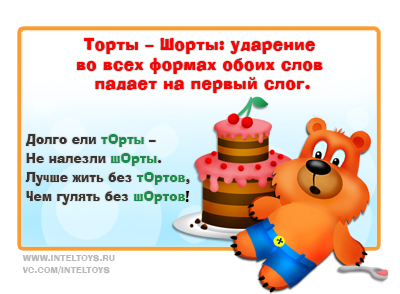 Торты – Шорты: ударение
во всех формах обоих слов
падает на первый слог.
Долго ели тОрты –
Не налезли шОрты.
Лучше жить без тОртов,
Чем гулять без шОртов!
WWW.INTELTOYS.RU
VC.COM/INTELTOYS